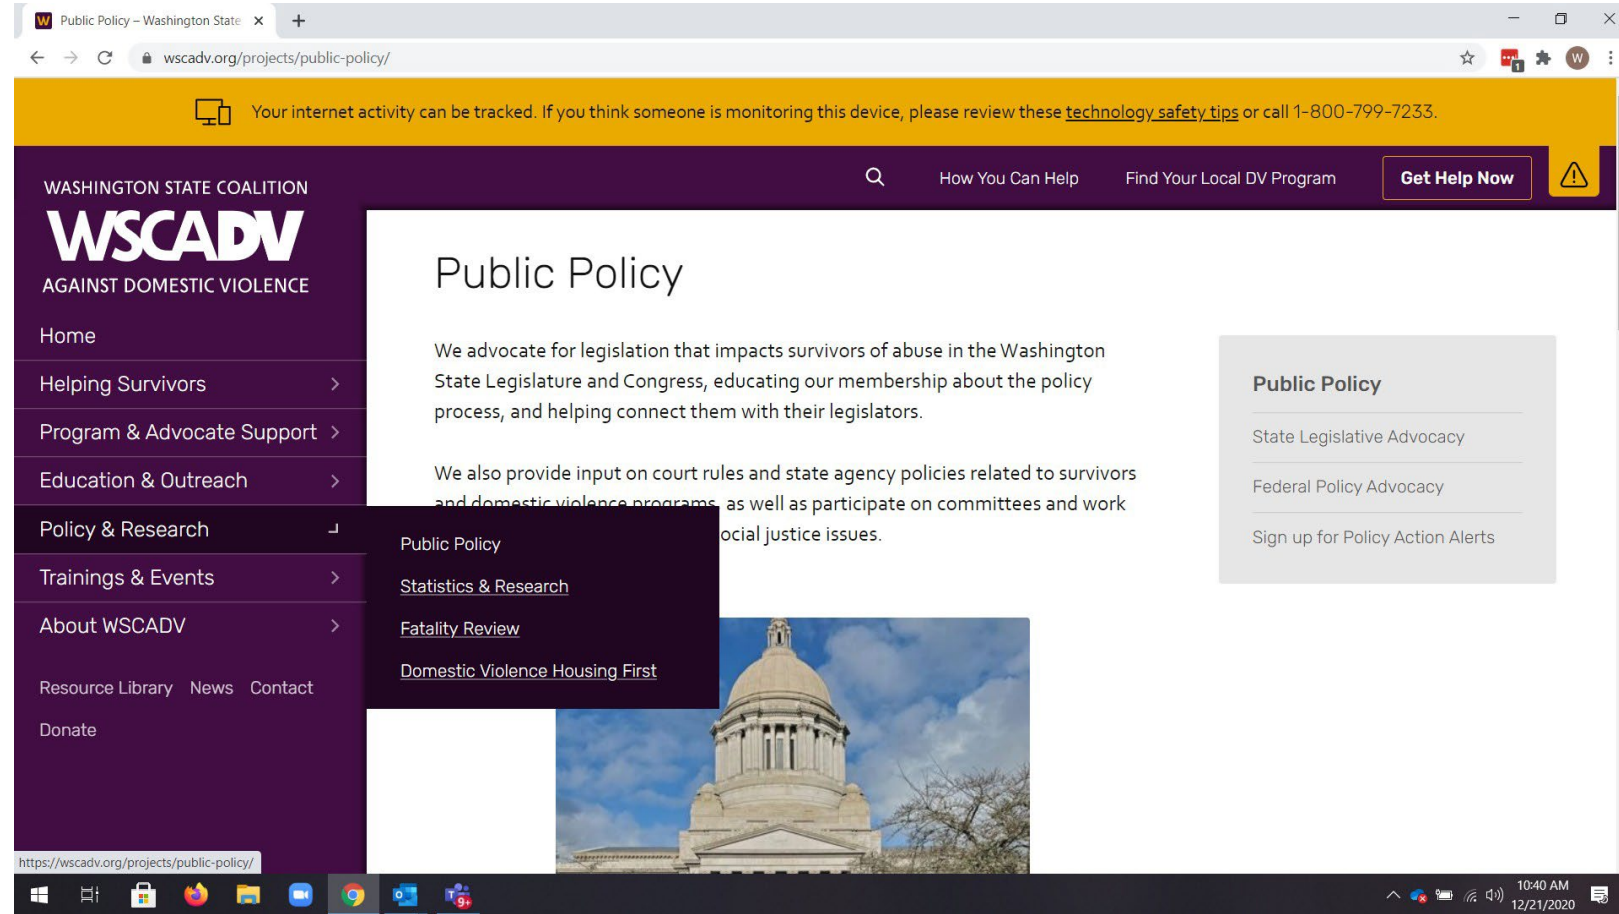 Public Policy – Washington State
wscadv.org/projects/public-policy/
1
W
Your internet activity can be tracked. If you think someone is monitoring this device, please review these technology safety tips or call 1-800-799-7233.
How You Can Help
Find Your Local DV Program
Get Help Now
WASHINGTON STATE COALITION
WSCADV
AGAINST DOMESTIC VIOLENCE
Home
Helping Survivors
Program & Advocate Support
Education & Outreach
Policy & Research
Trainings & Events
About WSCADV
Resource Library News Contact
Donate
Public Policy
Statistics & Research
Fatality Review
Domestic Violence Housing First
Public Policy
We advocate for legislation that impacts survivors of abuse in the Washington
State Legislature and Congress, educating our membership about the policy
process, and helping connect them with their legislators.
We also provide input on court rules and state agency policies related to survivors
and domestic violence programs, as well as participate on committees and work
ocial justice issues.
Public Policy
State Legislative Advocacy
Federal Policy Advocacy
Sign up for Policy Action Alerts
https://wscadv.org/projects/public-policy/
9+
10:40 AM
12/21/2020